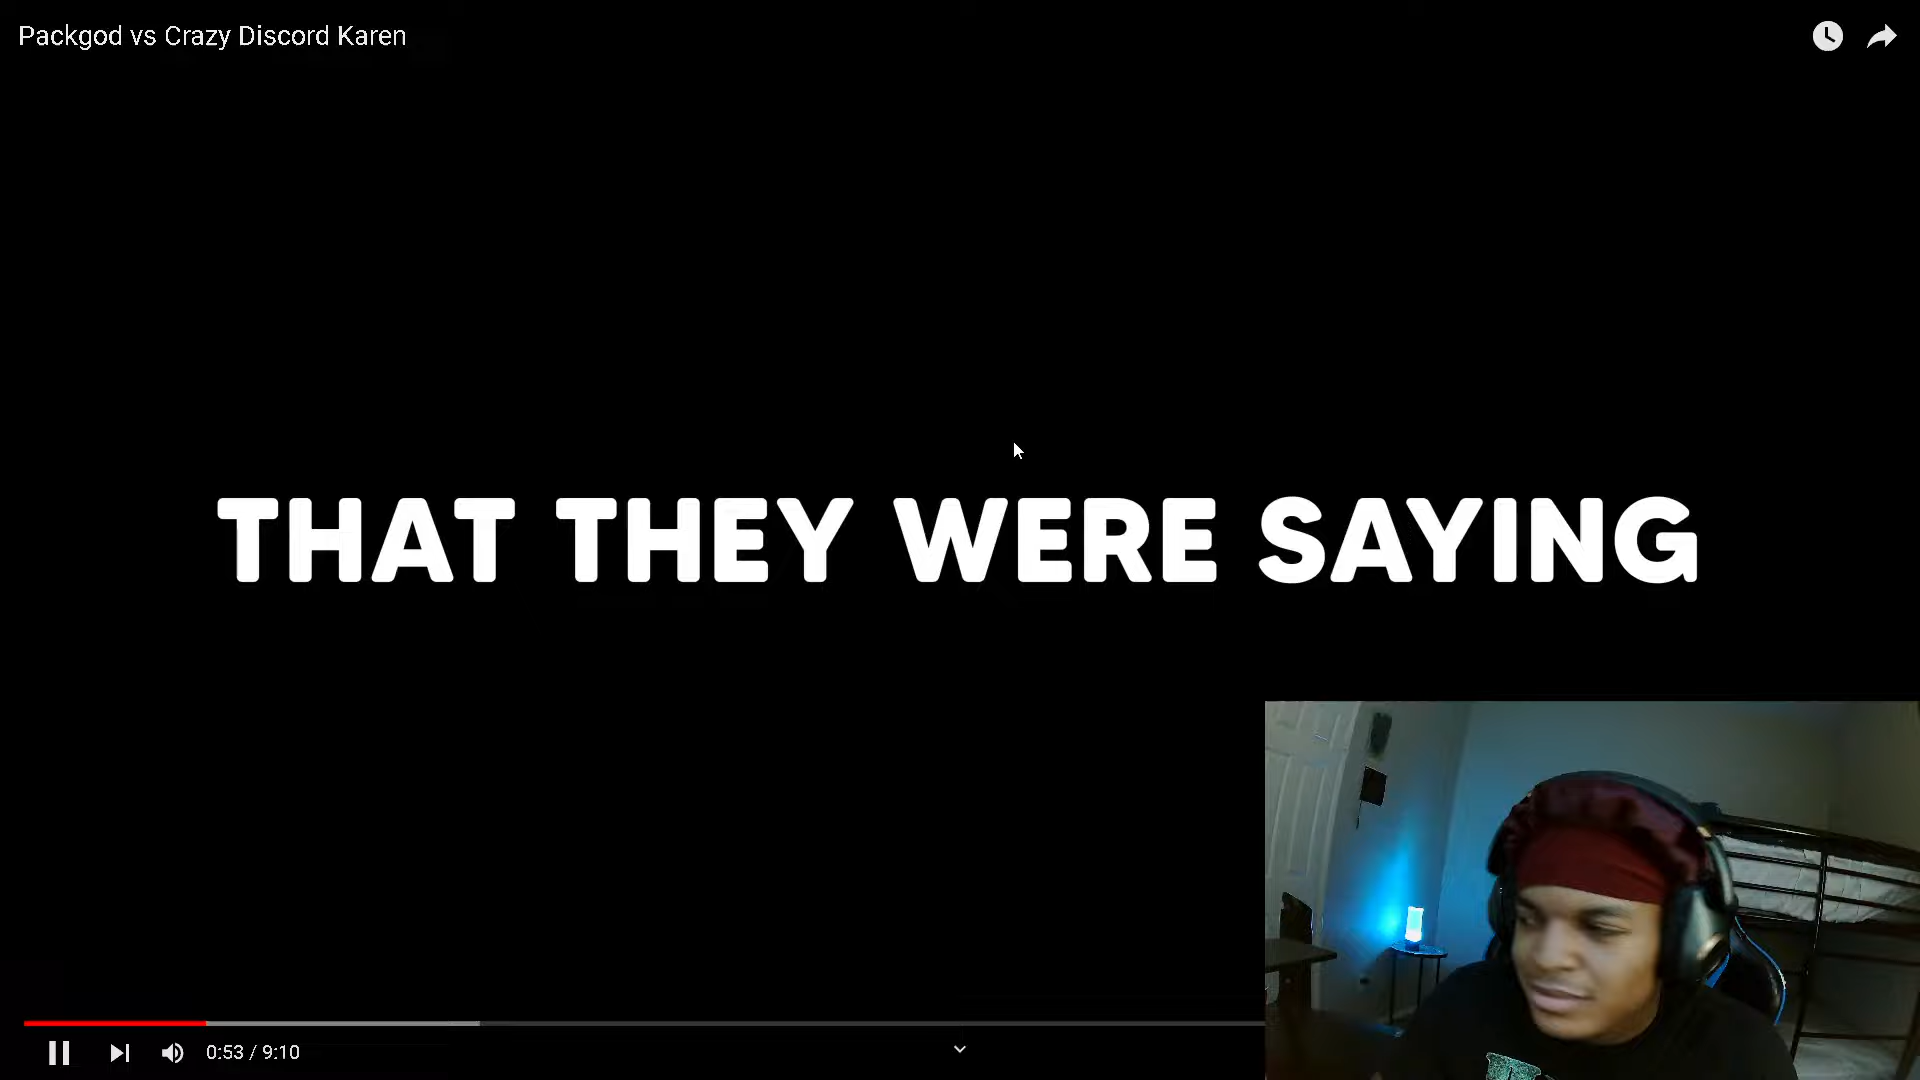 Packgod vs Crazy Discord Karen
THAT THEY WERE SAYING
0:53 / 9:10